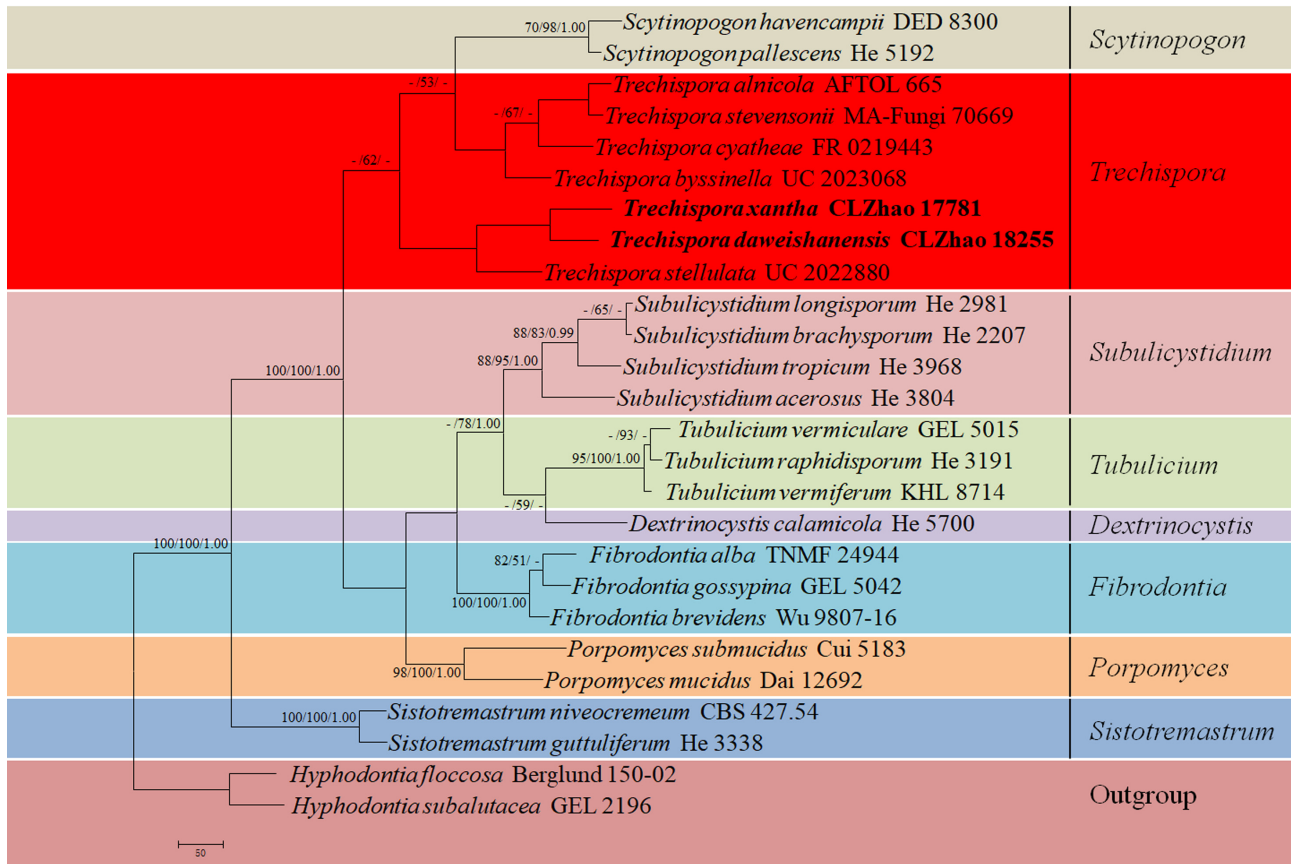 70/98/1.00
Scytinopogon havencampii DED 8300
Scytinopogon pallescens He 5192
Scytinopogon
- /53/ -
Trechispora alnicola AFTOL 665
- /67/ -
Trechispora stevensonii MA-Fungi 70669
Trechispora cyatheae FR 0219443
- /62/ -
Trechispora byssinella UC 2023068
Trechispora
Trechispora xantha CLZhao 17781
Trechispora daweishanensis CLZhao 18255
Trechispora stellulata UC 2022880
- /65/ -
Subulicystidium longisporum He 2981
88/83/0.99
Subulicystidium brachysporum He 2207
88/95/1.00
Subulicystidium tropicum He 3968
Subulicystidium
100/100/1.00
Subulicystidium acerosus He 3804
- /78/1.00
Tubulicium vermiculare GEL 5015
- /93/ -
95/100/1.00
Tubulicium raphidisporum He 3191
Tubulicium vermiferum KHL 8714
Tubulicium
- /59/ -
Dextrinocystis calamicola He 5700
Dextrinocystis
100/100/1.00
82/51/ -
Fibrodontia alba TNMF 24944
Fibrodontia gossypina GEL 5042
100/100/1.00
Fibrodontia brevidens Wu 9807-16
Fibrodontia
Porpomyces submucidus Cui 5183
98/100/1.00
Porpomyces mucidus Dai 12692
Porpomyces
100/100/1.00
Sistotremastrum niveocremeum CBS 427.54
Sistotremastrum guttuliferum He 3338
Sistotremastrum
Hyphodontia floccosa Berglund 150-02
Hyphodontia subalutacea GEL 2196
Outgroup
50